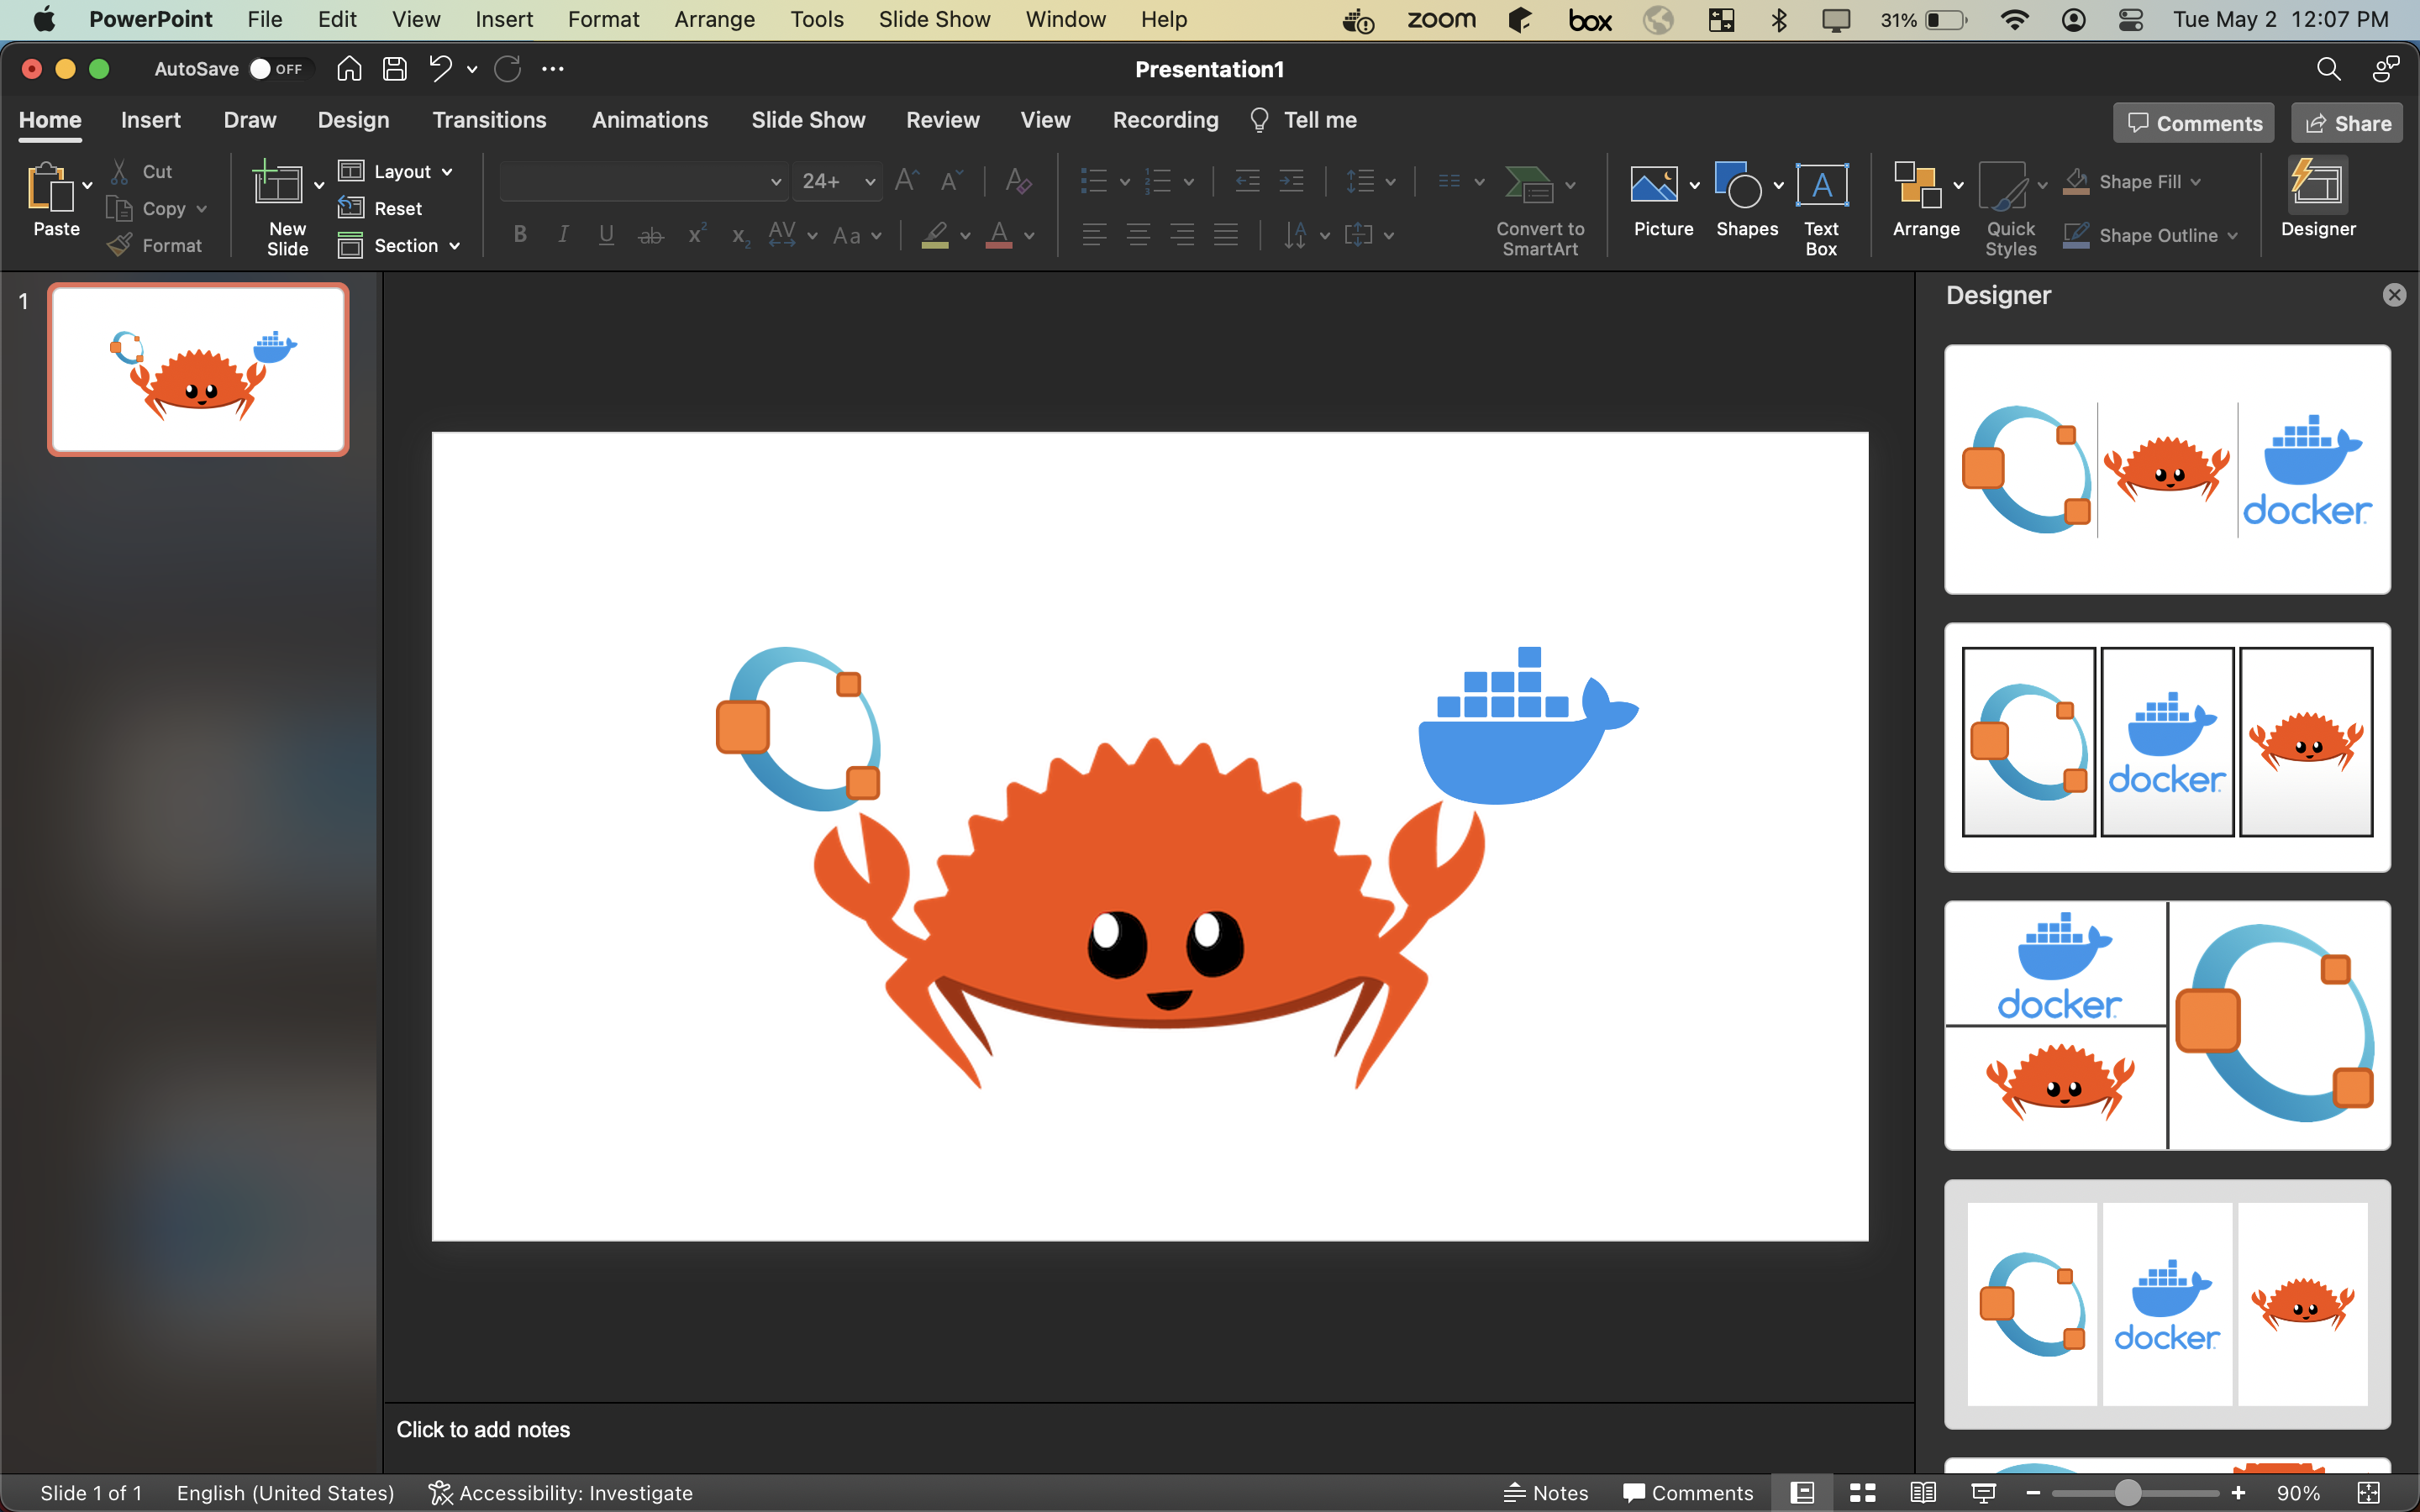 PowerPoint File Edit View Insert Format Arrange Tools Slide Show Window Help zoom box 31% Tue May 2 12:07 PM
AutoSave OFF Presentation1
Home Insert Draw Design Transitions Animations Slide Show Review View Recording Tell me Comments Share
Paste
Cut
Copy
Format
New
Slide
Layout
Reset
Section
24+
Convert to
SmartArt
Picture
Shapes
Text
Box
Arrange
Quick
Styles
Shape Fill
Shape Outline
Designer
1
Designer
docker
docker
docker
docker
Click to add notes
Slide 1 of 1 English (United States) Accessibility: Investigate Notes Comments 90%